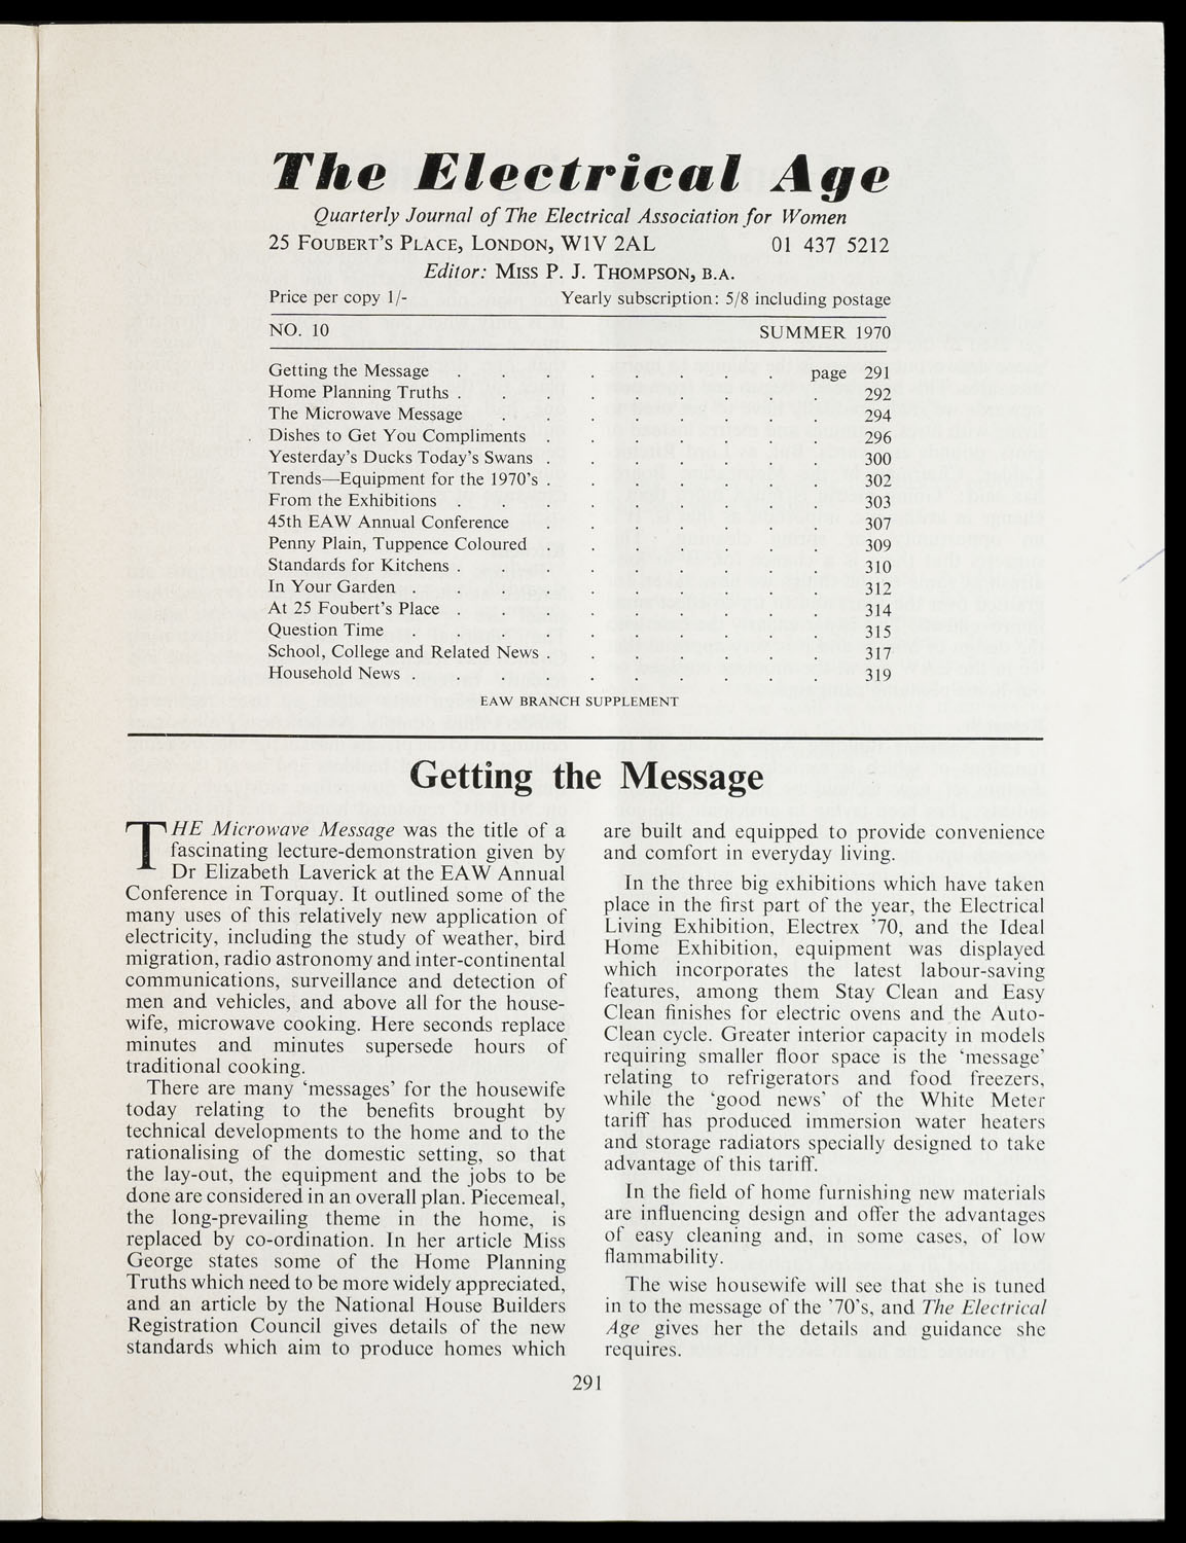 The Electrical Age
Quarterly Journal of The Electrical Association for Women
25 FOUBERT'S PLACE, LONDON, W1V 2AL 01 437 5212
Editor: MISS P. J. THOMPSON, B.A.
Price per copy 1/- Yearly subscription: 5/8 including postage
NO. 10 SUMMER 1970
Getting the Message . . . . . . . . page 291
Home Planning Truths . . . . . . . . . 292
The Microwave Message . . . . . . . . 294
Dishes to Get You Compliments . . . . . . . 296
Yesterday's Ducks Today's Swans . . . . . . . 300
Trends—Equipment for the 1970's . . . . . . . 302
From the Exhibitions . . . . . . . . . 303
45th EAW Annual Conference . . . . . . . 307
Penny Plain, Tuppence Coloured . . . . . . . 309
Standards for Kitchens . . . . . . . . . 310
In Your Garden . . . . . . . . . . 312
At 25 Foubert's Place . . . . . . . . . 314
Question Time . . . . . . . . . . 315
School, College and Related News . . . . . . . 317
Household News . . . . . . . . . . 319
EAW BRANCH SUPPLEMENT
Getting the Message
THE Microwave Message was the title of a
fascinating lecture-demonstration given by
Dr Elizabeth Laverick at the EAW Annual
Conference in Torquay. It outlined some of the
many uses of this relatively new application of
electricity, including the study of weather, bird
migration, radio astronomy and inter-continental
communications, surveillance and detection of
men and vehicles, and above all for the house-
wife, microwave cooking. Here seconds replace
minutes and minutes supersede hours of
traditional cooking.
There are many 'messages' for the housewife
today relating to the benefits brought by
technical developments to the home and to the
rationalising of the domestic setting, so that
the lay-out, the equipment and the jobs to be
done are considered in an overall plan. Piecemeal,
the long-prevailing theme in the home, is
replaced by co-ordination. In her article Miss
George states some of the Home Planning
Truths which need to be more widely appreciated,
and an article by the National House Builders
Registration Council gives details of the new
standards which aim to produce homes which
are built and equipped to provide convenience
and comfort in everyday living.
In the three big exhibitions which have taken
place in the first part of the year, the Electrical
Living Exhibition, Electrex '70, and the Ideal
Home Exhibition, equipment was displayed
which incorporates the latest labour-saving
features, among them Stay Clean and Easy
Clean finishes for electric ovens and the Auto-
Clean cycle. Greater interior capacity in models
requiring smaller floor space is the 'message'
relating to refrigerators and food freezers,
while the 'good news' of the White Meter
tariff has produced immersion water heaters
and storage radiators specially designed to take
advantage of this tariff.
In the field of home furnishing new materials
are influencing design and offer the advantages
of easy cleaning and, in some cases, of low
flammability.
The wise housewife will see that she is tuned
in to the message of the '70's, and The Electrical
Age gives her the details and guidance she
requires.
291